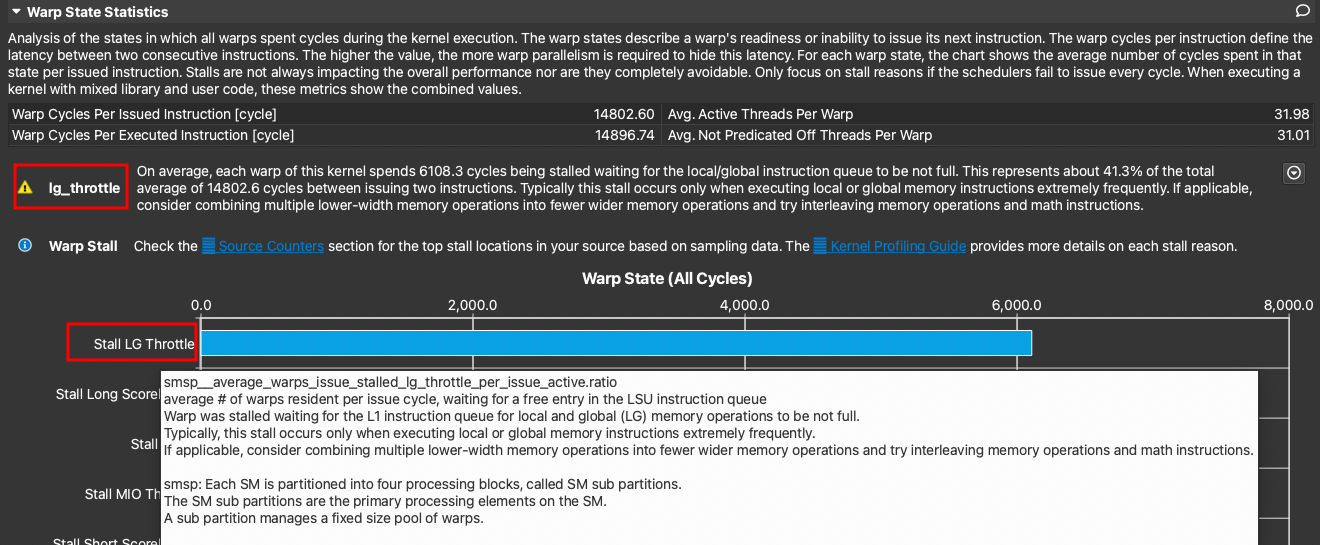 Warp State Statistics
Analysis of the states in which all warps spent cycles during the kernel execution. The warp states describe a warp's readiness or inability to issue its next instruction. The warp cycles per instruction define the
latency between two consecutive instructions. The higher the value, the more warp parallelism is required to hide this latency. For each warp state, the chart shows the average number of cycles spent in that
state per issued instruction. Stalls are not always impacting the overall performance nor are they completely avoidable. Only focus on stall reasons if the schedulers fail to issue every cycle. When executing a
kernel with mixed library and user code, these metrics show the combined values.
Warp Cycles Per Issued Instruction [cycle] 14802.60 Avg. Active Threads Per Warp 31.98
Warp Cycles Per Executed Instruction [cycle] 14896.74 Avg. Not Predicated Off Threads Per Warp 31.01
lg_throttle
On average, each warp of this kernel spends 6108.3 cycles being stalled waiting for the local/global instruction queue to be not full. This represents about 41.3% of the total
average of 14802.6 cycles between issuing two instructions. Typically this stall occurs only when executing local or global memory instructions extremely frequently. If applicable,
consider combining multiple lower-width memory operations into fewer wider memory operations and try interleaving memory operations and math instructions.
Warp Stall Check the Source Counters section for the top stall locations in your source based on sampling data. The Kernel Profiling Guide provides more details on each stall reason.
Warp State (All Cycles)
0.0 2,000.0 4,000.0 6,000.0 8,000.0
Stall LG Throttle
Stall Long
smsp__average_warps_issue_stalled_lg_throttle_per_issue_active.ratio
average # of warps resident per issue cycle, waiting for a free entry in the LSU instruction queue
Warp was stalled waiting for the L1 instruction queue for local and global (LG) memory operations to be not full.
Typically, this stall occurs only when executing local or global memory instructions extremely frequently.
Stall
If applicable, consider combining multiple lower-width memory operations into fewer wider memory operations and try interleaving memory operations and math instructions.
Stall MIO
smsp: Each SM is partitioned into four processing blocks, called SM sub partitions.
The SM sub partitions are the primary processing elements on the SM.
A sub partition manages a fixed size pool of warps.
Stall Short